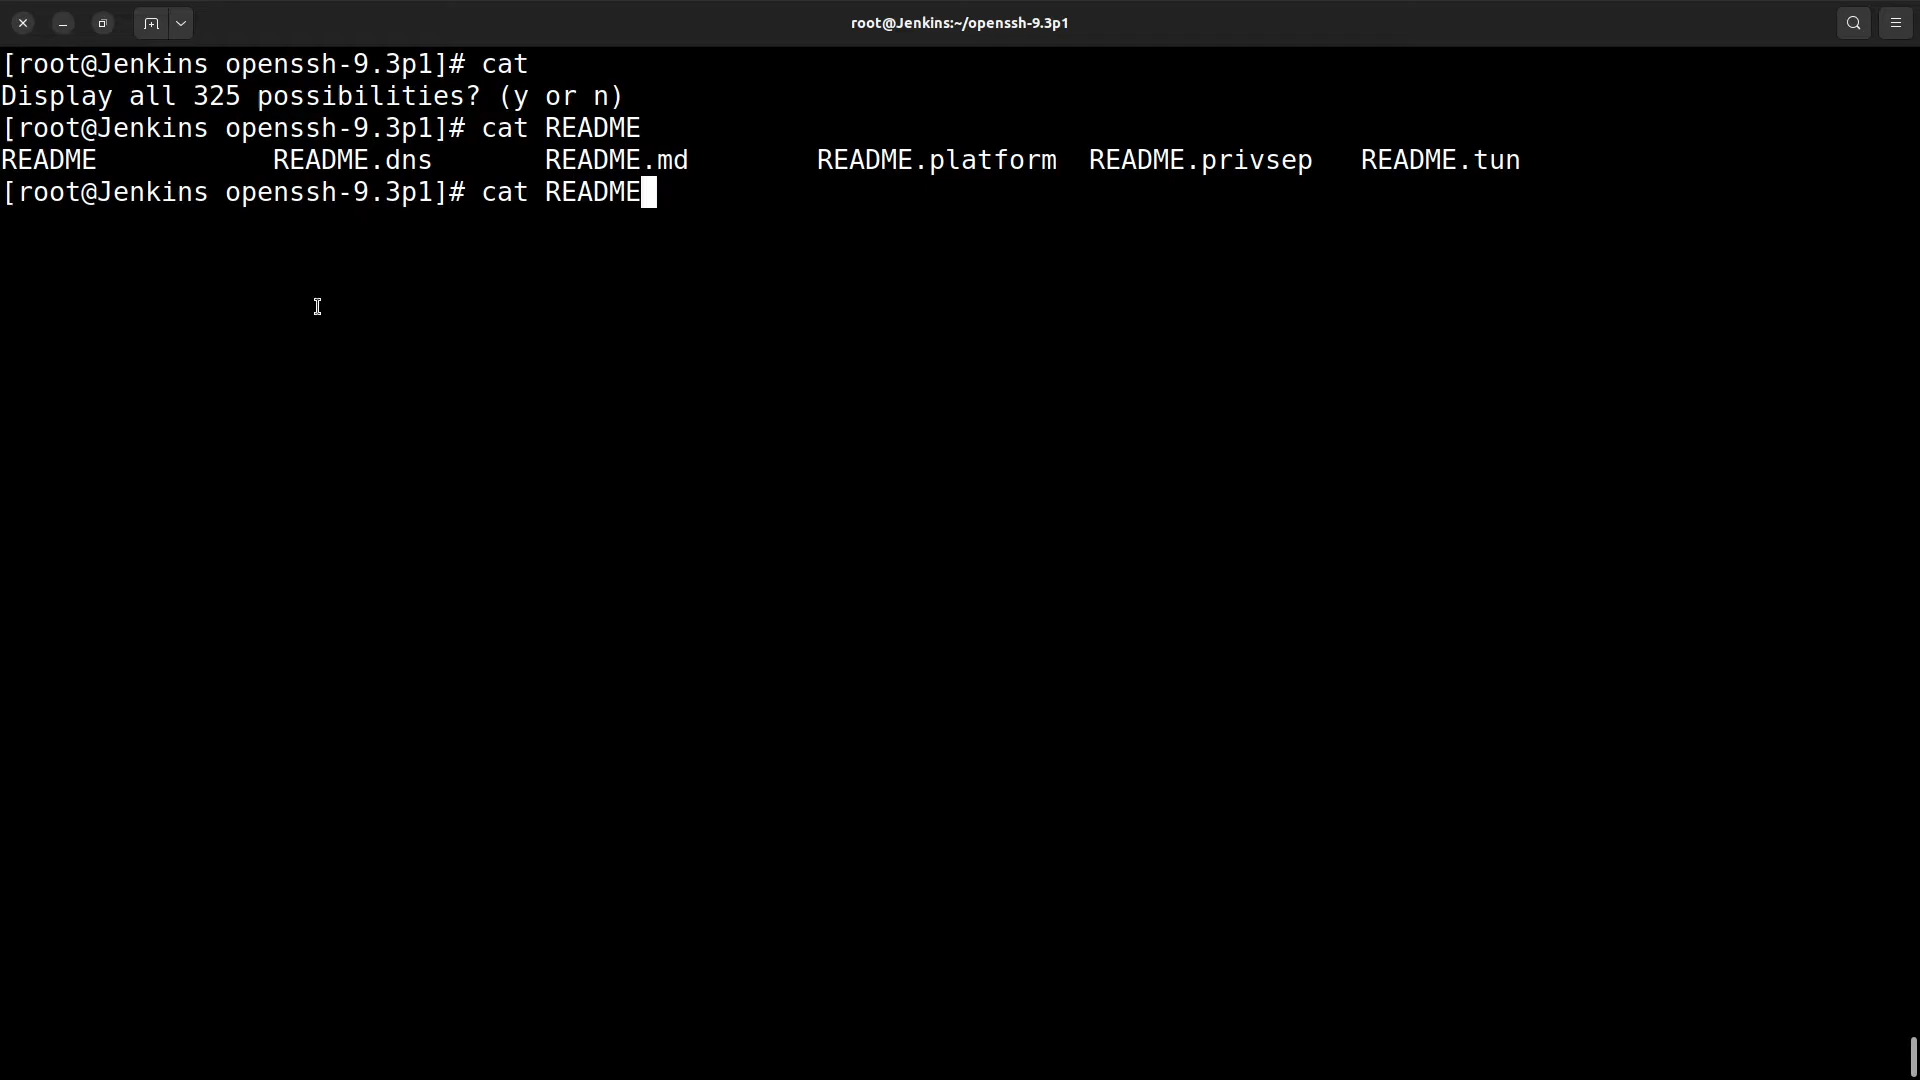 root@Jenkins:~/openssh-9.3p1
[root@Jenkins openssh-9.3p1]# cat
Display all 325 possibilities? (y or n)
[root@Jenkins openssh-9.3p1]# cat README
README           README.dns       README.md        README.platform  README.privsep   README.tun
[root@Jenkins openssh-9.3p1]# cat README